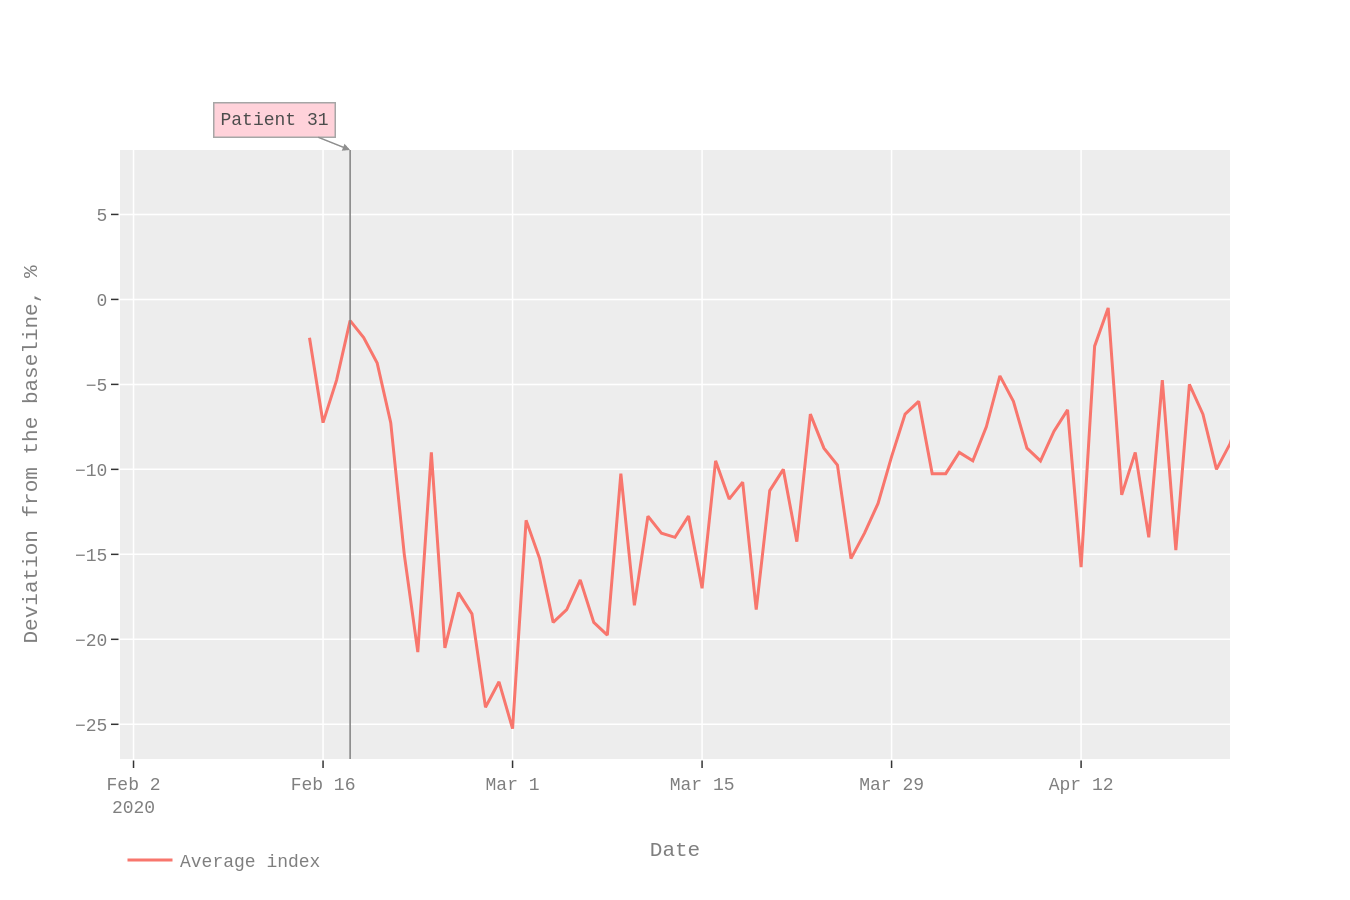 Patient 31
Deviation from the baseline, %
5
0
−5
−10
−15
−20
−25
Feb 2
2020
Feb 16
Mar 1
Mar 15
Mar 29
Apr 12
Date
Average index